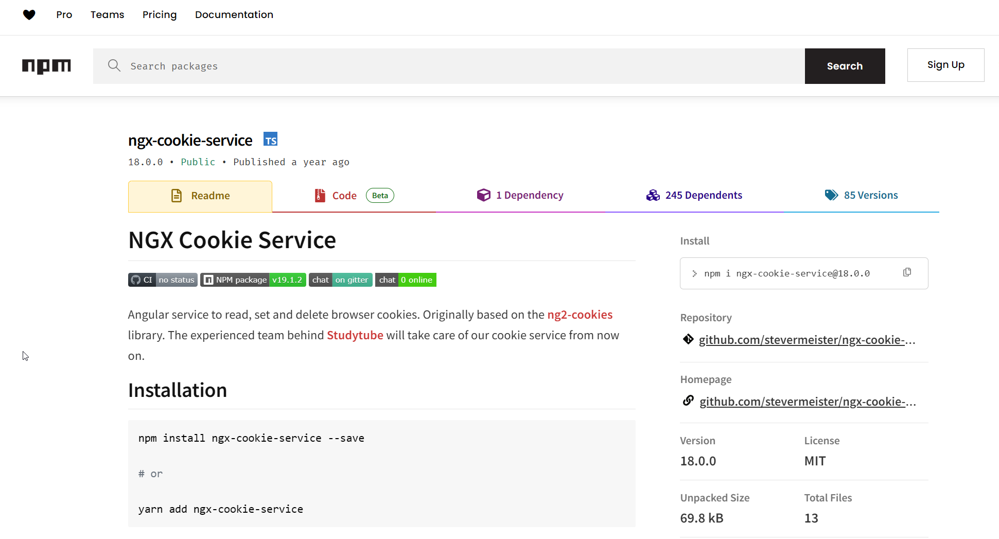 Pro Teams Pricing Documentation
npm Search packages Search Sign Up
ngx-cookie-service TS
18.0.0 • Public • Published a year ago
Readme Code Beta 1 Dependency 245 Dependents 85 Versions
NGX Cookie Service
CI no status NPM package v19.1.2 chat on gitter chat 0 online
Angular service to read, set and delete browser cookies. Originally based on the ng2-cookies
library. The experienced team behind Studytube will take care of our cookie service from now
on.
Installation
npm install ngx-cookie-service --save
# or
yarn add ngx-cookie-service
Install
> npm i ngx-cookie-service@18.0.0
Repository
github.com/stevermeister/ngx-cookie-...
Homepage
github.com/stevermeister/ngx-cookie-...
Version License
18.0.0 MIT
Unpacked Size Total Files
69.8 kB 13